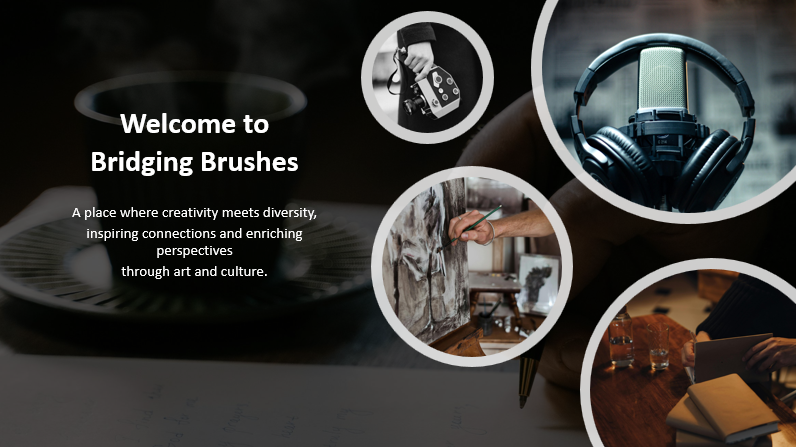 Welcome to
Bridging Brushes
A place where creativity meets diversity,
inspiring connections and enriching
perspectives
through art and culture.